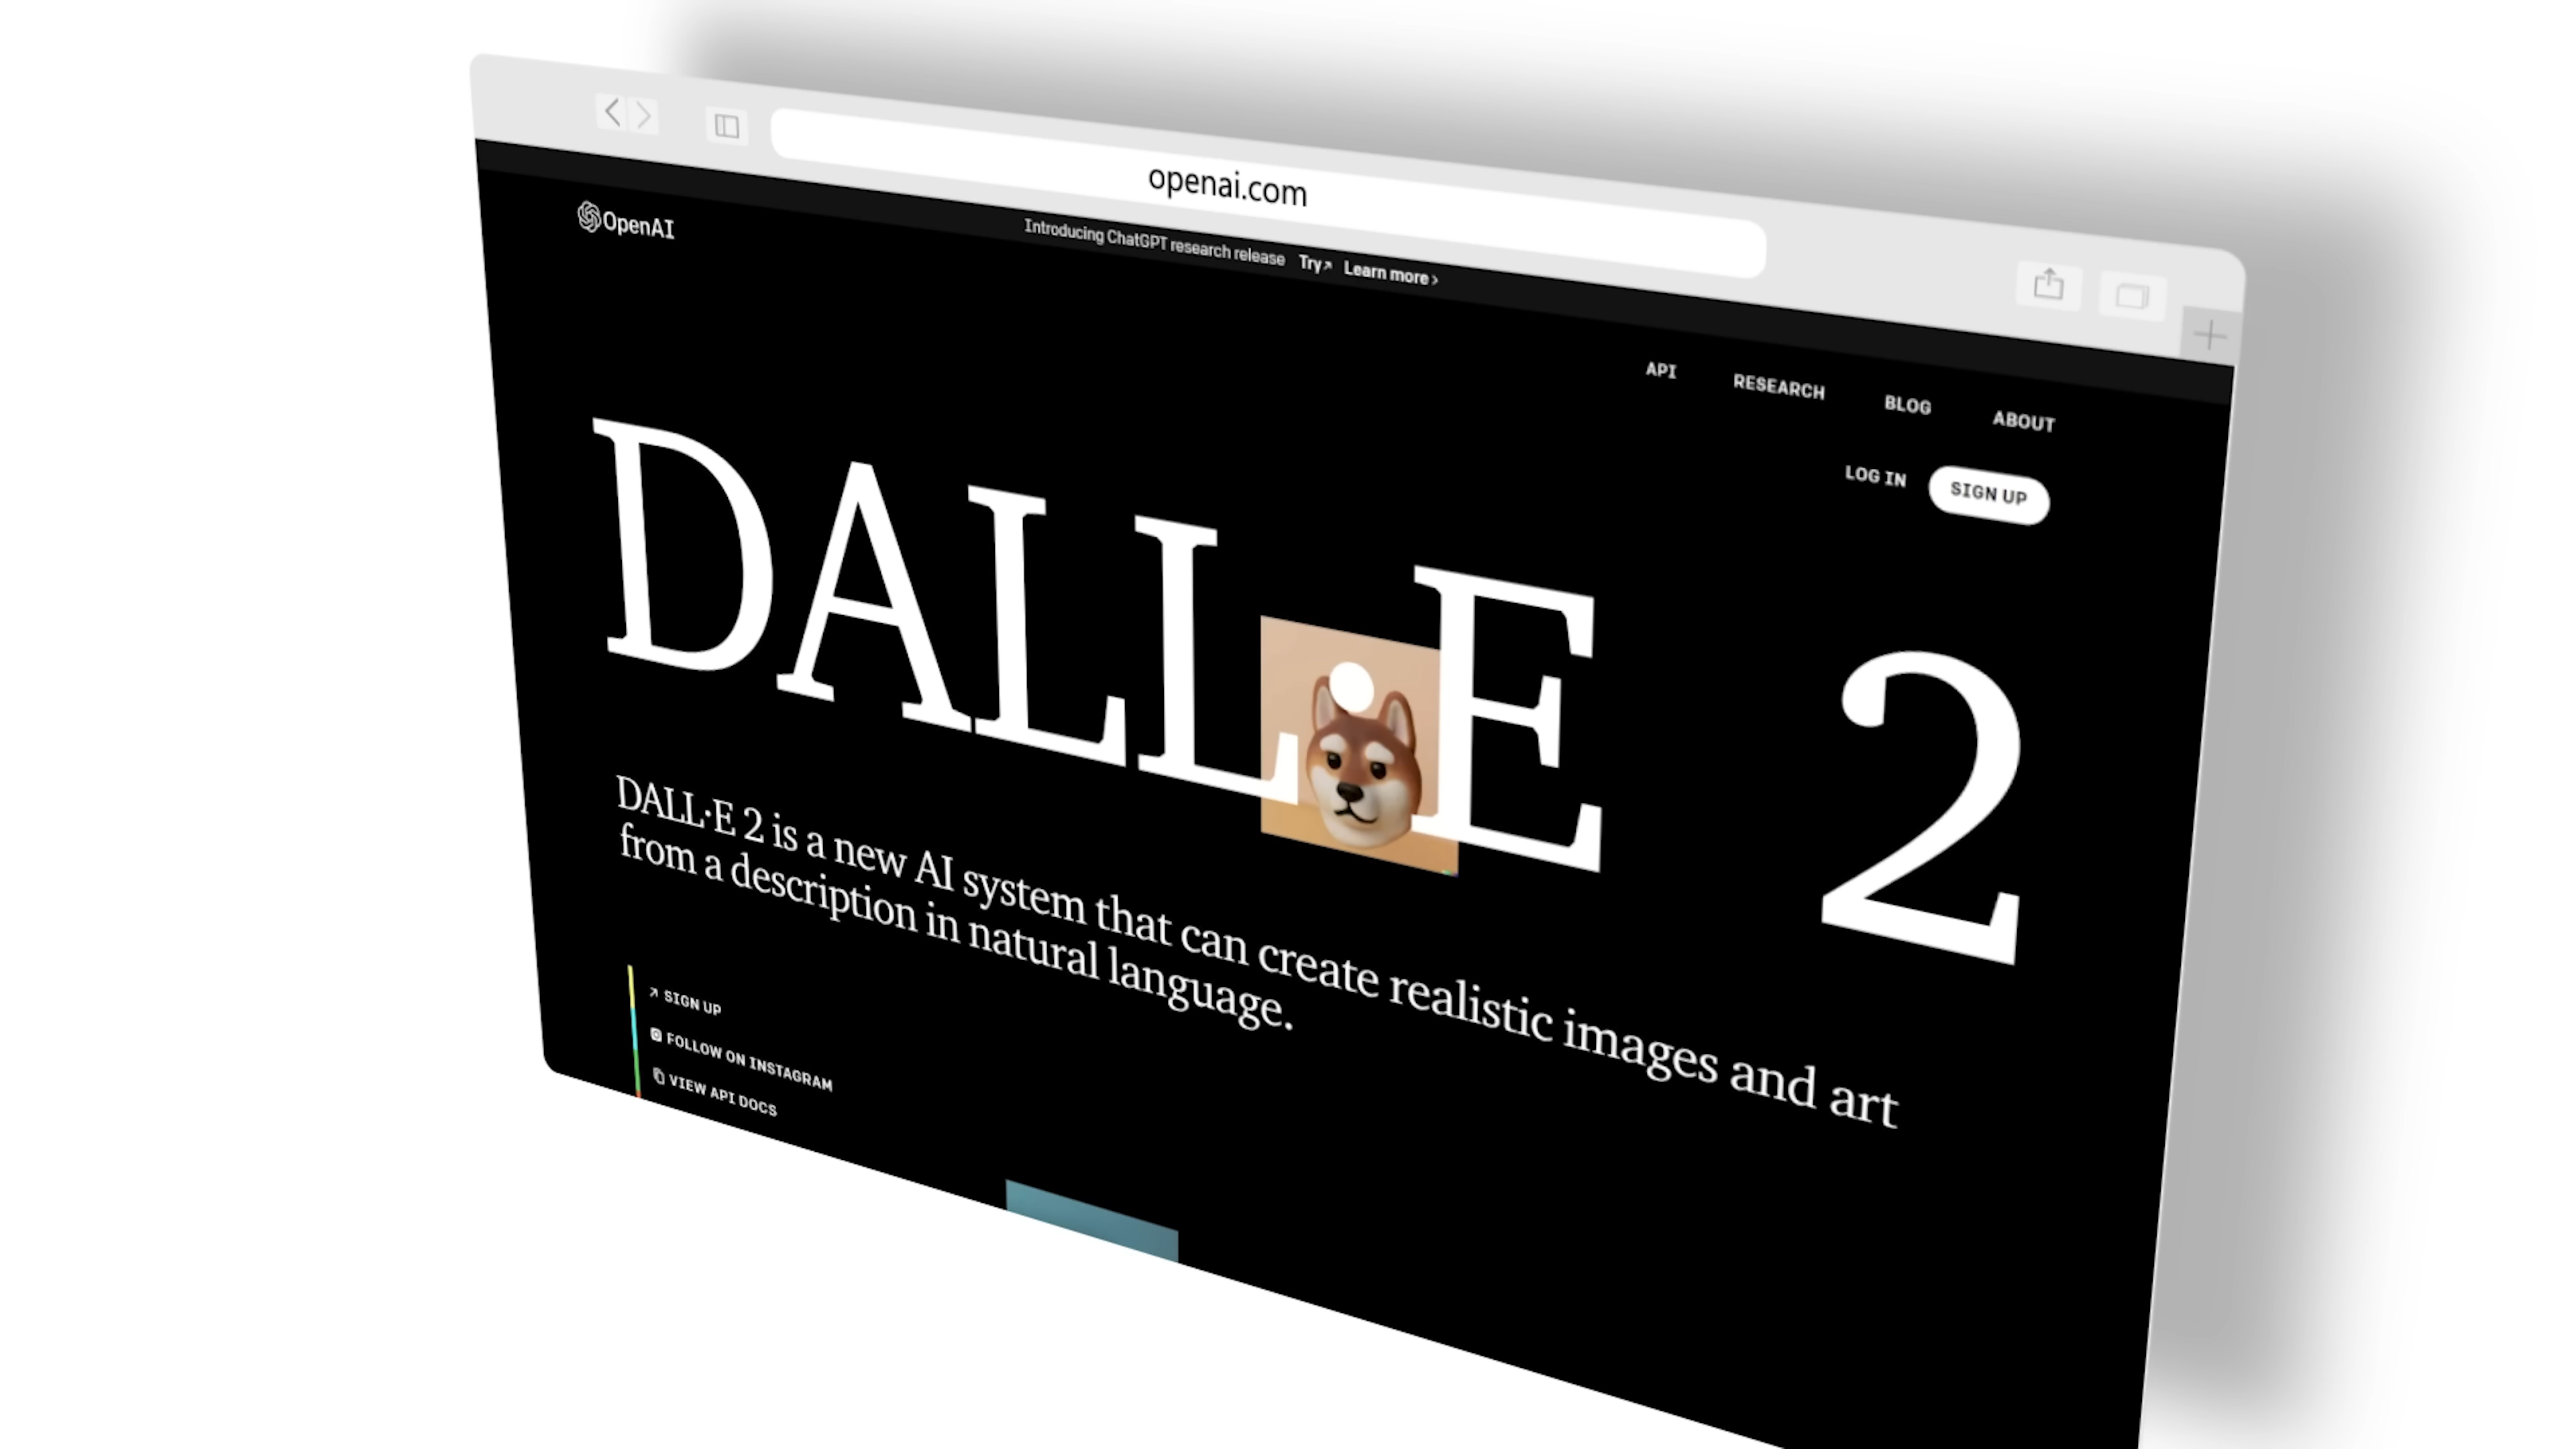 openai.com
Introducing ChatGPT research release Try↗ Learn more ›
OpenAI
API RESEARCH BLOG ABOUT
LOG IN SIGN UP
DALL·E 2
DALL·E 2 is a new AI system that can create realistic images and art
from a description in natural language.
↗ SIGN UP
FOLLOW ON INSTAGRAM
VIEW API DOCS